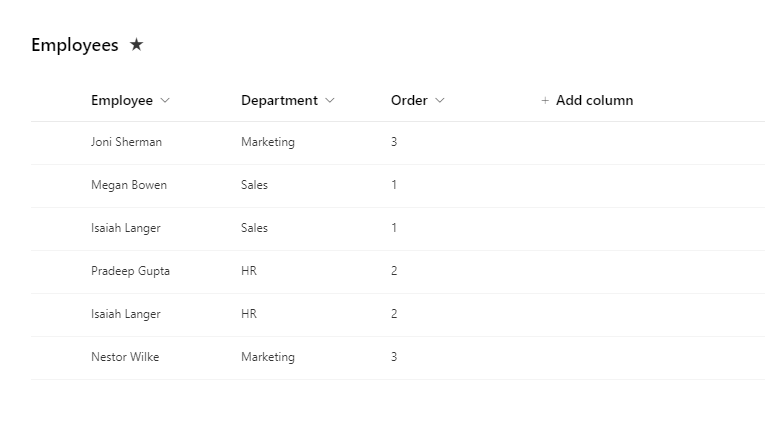 Employees ★
Employee Department Order + Add column
Joni Sherman Marketing 3
Megan Bowen Sales 1
Isaiah Langer Sales 1
Pradeep Gupta HR 2
Isaiah Langer HR 2
Nestor Wilke Marketing 3